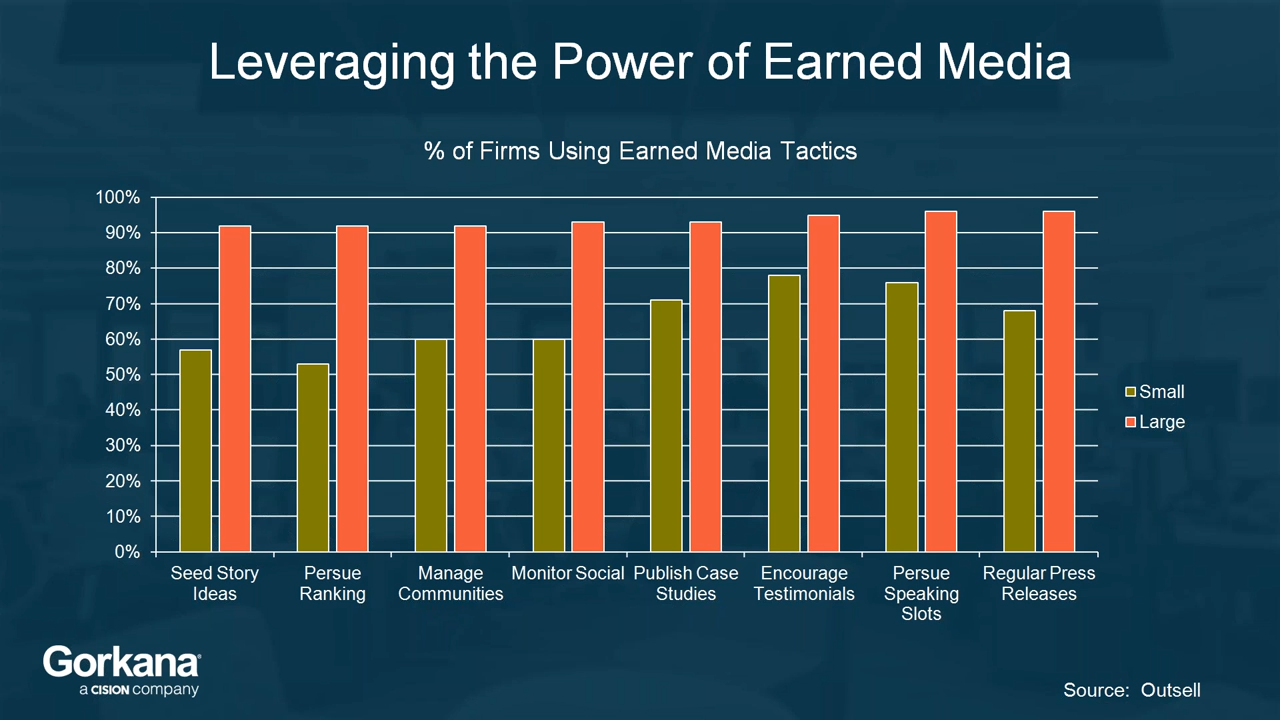 Leveraging the Power of Earned Media
% of Firms Using Earned Media Tactics
100%
90%
80%
70%
60%
50%
40%
30%
20%
10%
0%
Seed Story
Ideas
Persue
Ranking
Manage
Communities
Monitor Social
Publish Case
Studies
Encourage
Testimonials
Persue
Speaking
Slots
Regular Press
Releases
Small
Large
Gorkana®
a CISION company
Source: Outsell